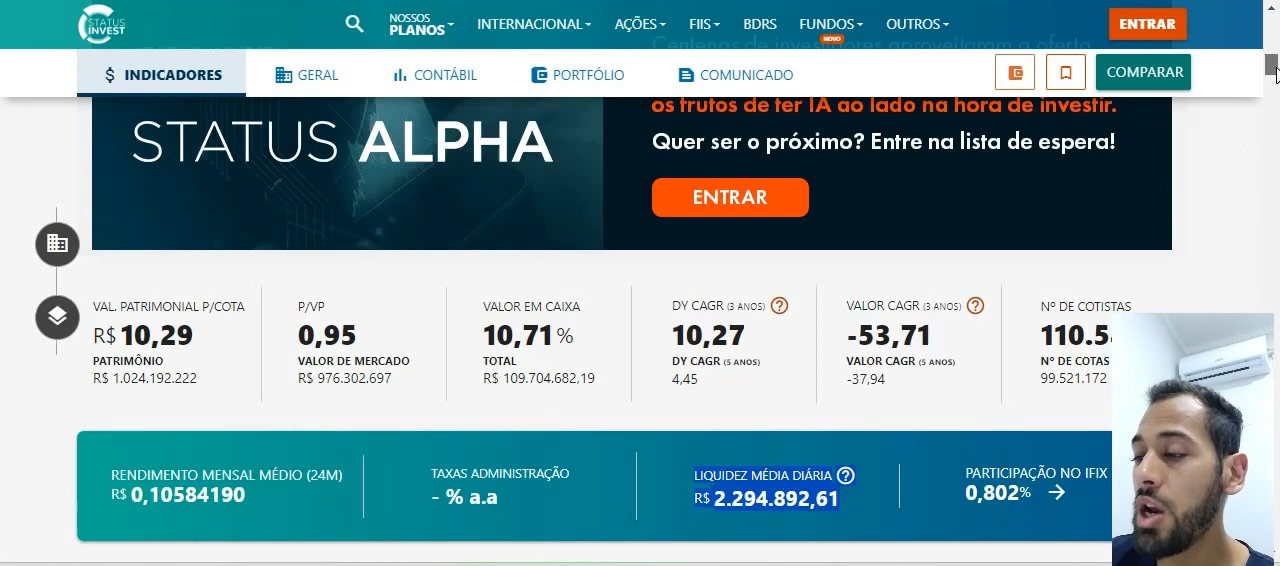 STATUS
INVEST
NOSSOS
PLANOS
INTERNACIONAL
AÇÕES
FIIS
BDRS
FUNDOS
NOVO
OUTROS
ENTRAR
Centenas de investidores aproveitaram a oferta
$ INDICADORES
GERAL
CONTÁBIL
PORTFÓLIO
COMUNICADO
COMPARAR
os frutos de ter IA ao lado na hora de investir.
STATUS ALPHA
Quer ser o próximo? Entre na lista de espera!
ENTRAR
VAL. PATRIMONIAL P/COTA
R$ 10,29
PATRIMÔNIO
R$ 1.024.192.222
P/VP
0,95
VALOR DE MERCADO
R$ 976.302.697
VALOR EM CAIXA
10,71 %
TOTAL
R$ 109.704.682,19
DY CAGR (3 ANOS) ?
10,27
DY CAGR (5 ANOS)
4,45
VALOR CAGR (3 ANOS) ?
-53,71
VALOR CAGR (5 ANOS)
-37,94
Nº DE COTISTAS
Nº DE COTAS
99.521.172
RENDIMENTO MENSAL MÉDIO (24M)
R$ 0,10584190
TAXAS ADMINISTRAÇÃO
- % a.a
LIQUIDEZ MÉDIA DIÁRIA ?
R$ 2.294.892,61
PARTICIPAÇÃO NO IFIX
0,802% →